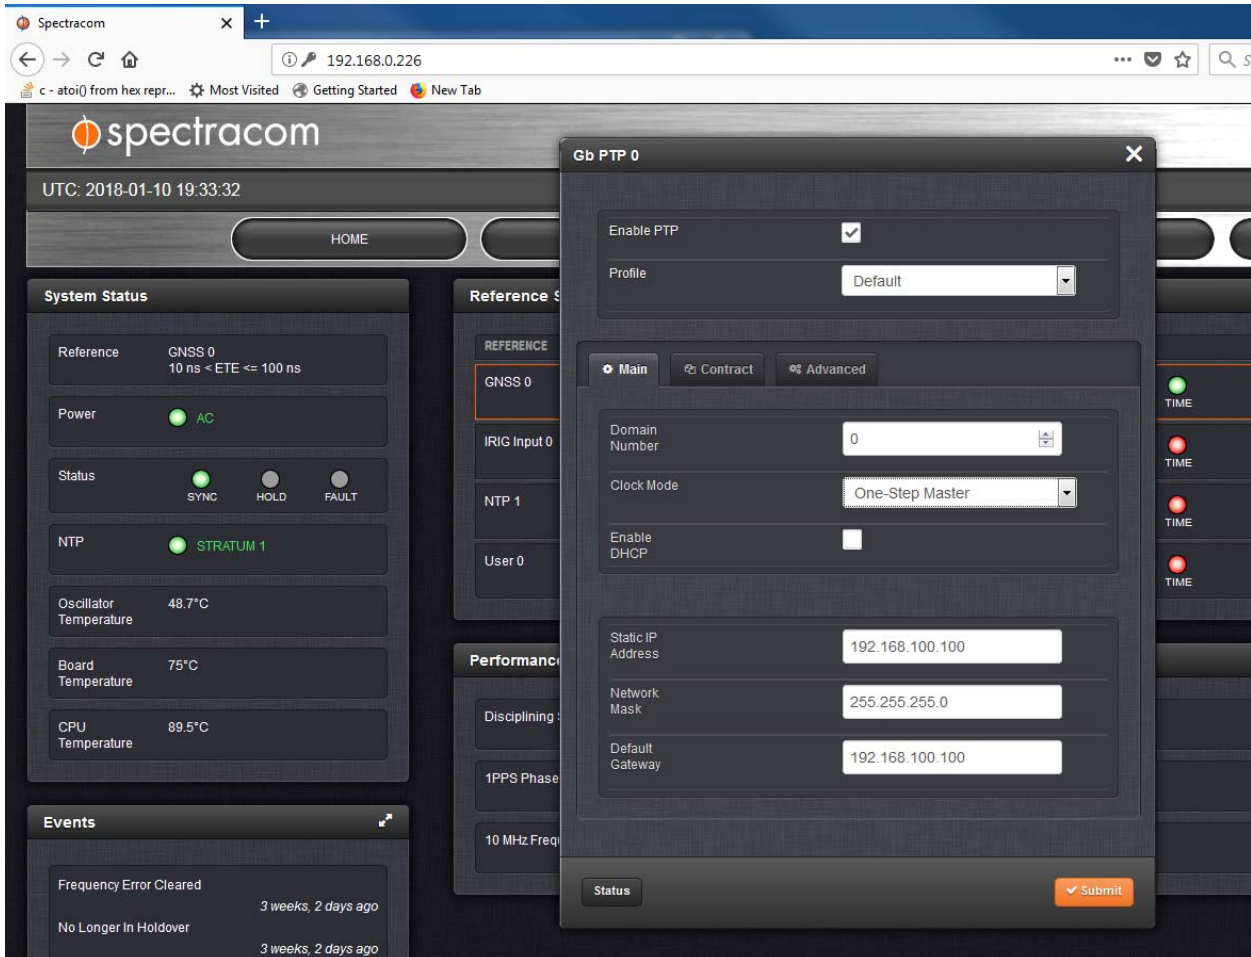 Spectracom
192.168.0.226
c - atoi() from hex repr... Most Visited Getting Started New Tab
spectracom
UTC: 2018-01-10 19:33:32
HOME
System Status
Reference GNSS 0
10 ns < ETE <= 100 ns
Power AC
Status SYNC HOLD FAULT
NTP STRATUM 1
Oscillator Temperature 48.7°C
Board Temperature 75°C
CPU Temperature 89.5°C
Events
Frequency Error Cleared
3 weeks, 2 days ago
No Longer In Holdover
3 weeks, 2 days ago
Reference S
REFERENCE
GNSS 0 TIME
IRIG Input 0 TIME
NTP 1 TIME
User 0 TIME
Performance
Disciplining
1PPS Phase
10 MHz Frequ
Gb PTP 0
Enable PTP
Profile Default
Main Contract Advanced
Domain Number 0
Clock Mode One-Step Master
Enable DHCP
Static IP Address 192.168.100.100
Network Mask 255.255.255.0
Default Gateway 192.168.100.100
Status Submit